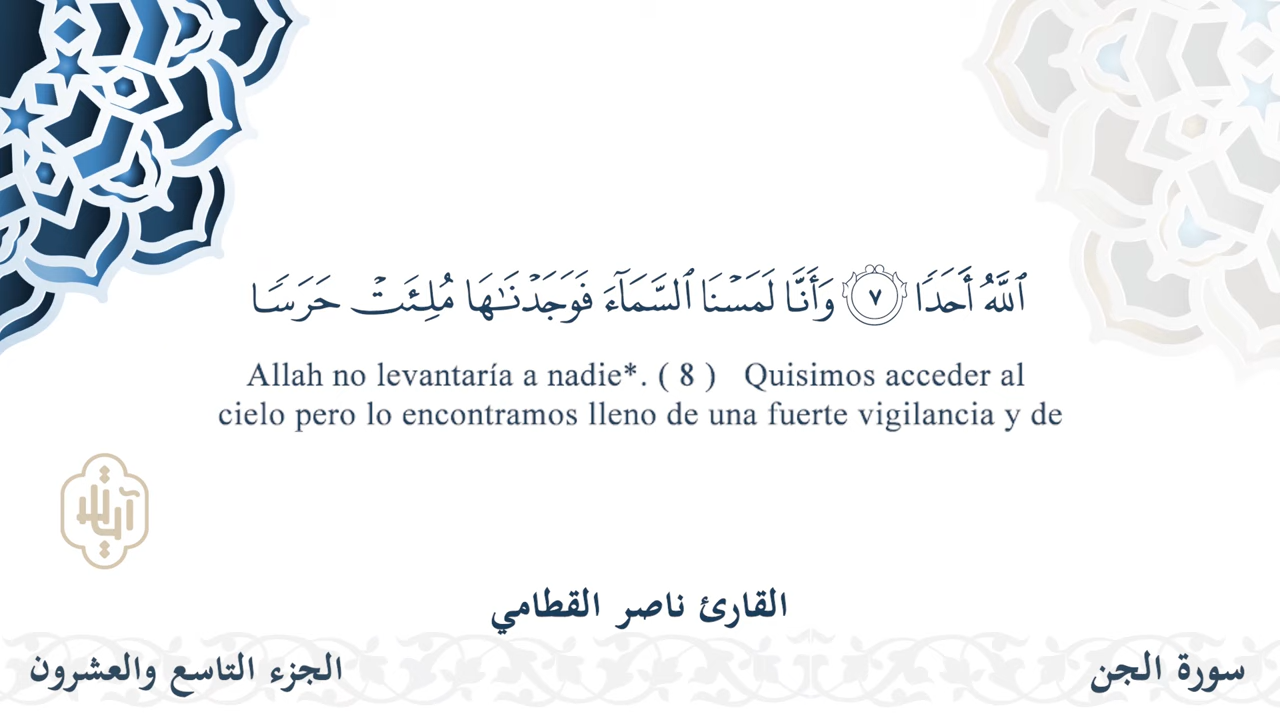 ٱللَّهُ أَحَدٗا ٧ وَأَنَّا لَمَسۡنَا ٱلسَّمَآءَ فَوَجَدۡنَٰهَا مُلِئَتۡ حَرَسٗا
Allah no levantaría a nadie*. ( 8 ) Quisimos acceder al
cielo pero lo encontramos lleno de una fuerte vigilancia y de
القارئ ناصر القطامي
سورة الجن
الجزء التاسع والعشرون